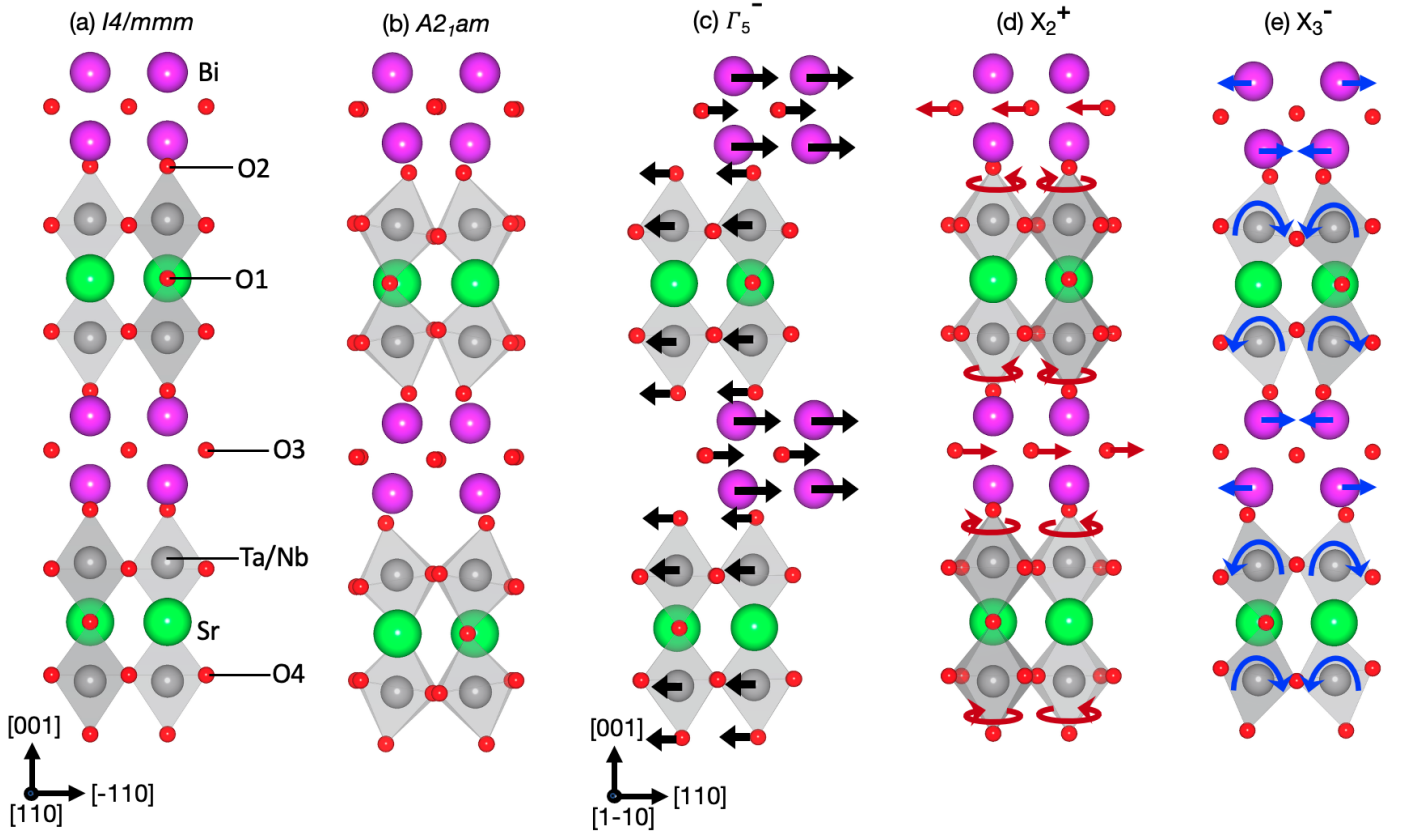 (a) I4/mmm
(b) A2₁am
(c) Γ₅⁻
(d) X₂⁺
(e) X₃⁻
Bi
O2
O1
O3
Ta/Nb
Sr
O4
[001]
[-110]
[110]
[001]
[110]
[1-10]